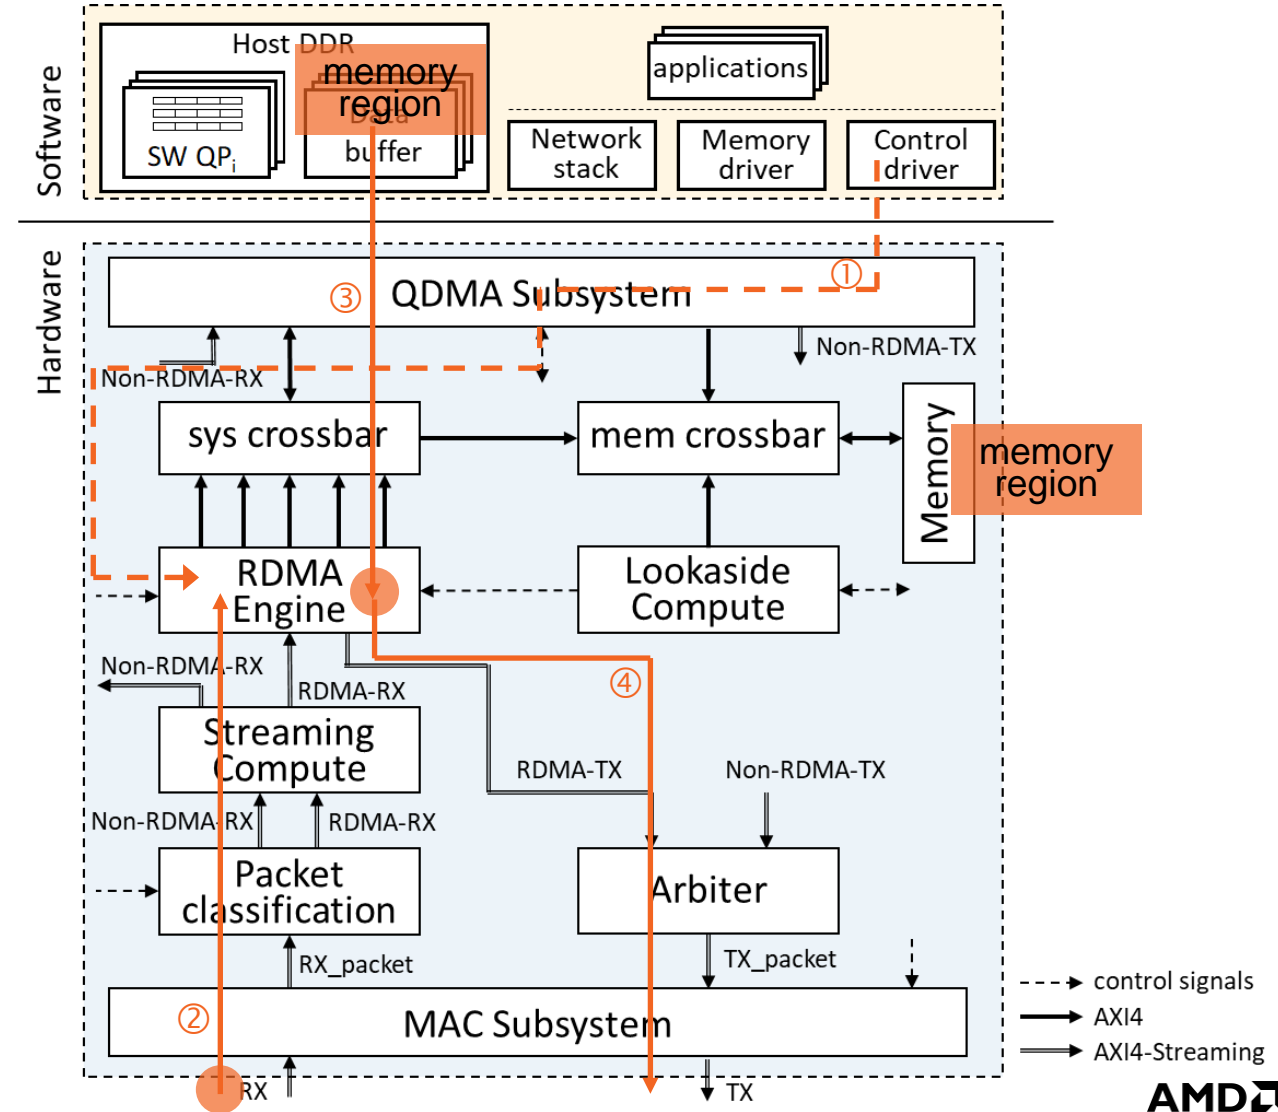 Software
Host DDR
memory
region
Data
buffer
SW QPi
applications
Network
stack
Memory
driver
Control
driver
Hardware
QDMA Subsystem
①
③
Non-RDMA-RX
Non-RDMA-TX
sys crossbar
mem crossbar
Memory
memory
region
RDMA
Engine
Lookaside
Compute
Non-RDMA-RX
RDMA-RX
④
Streaming
Compute
RDMA-TX
Non-RDMA-TX
Non-RDMA-RX
RDMA-RX
Packet
classification
Arbiter
RX_packet
TX_packet
②
MAC Subsystem
RX
TX
control signals
AXI4
AXI4-Streaming
AMD